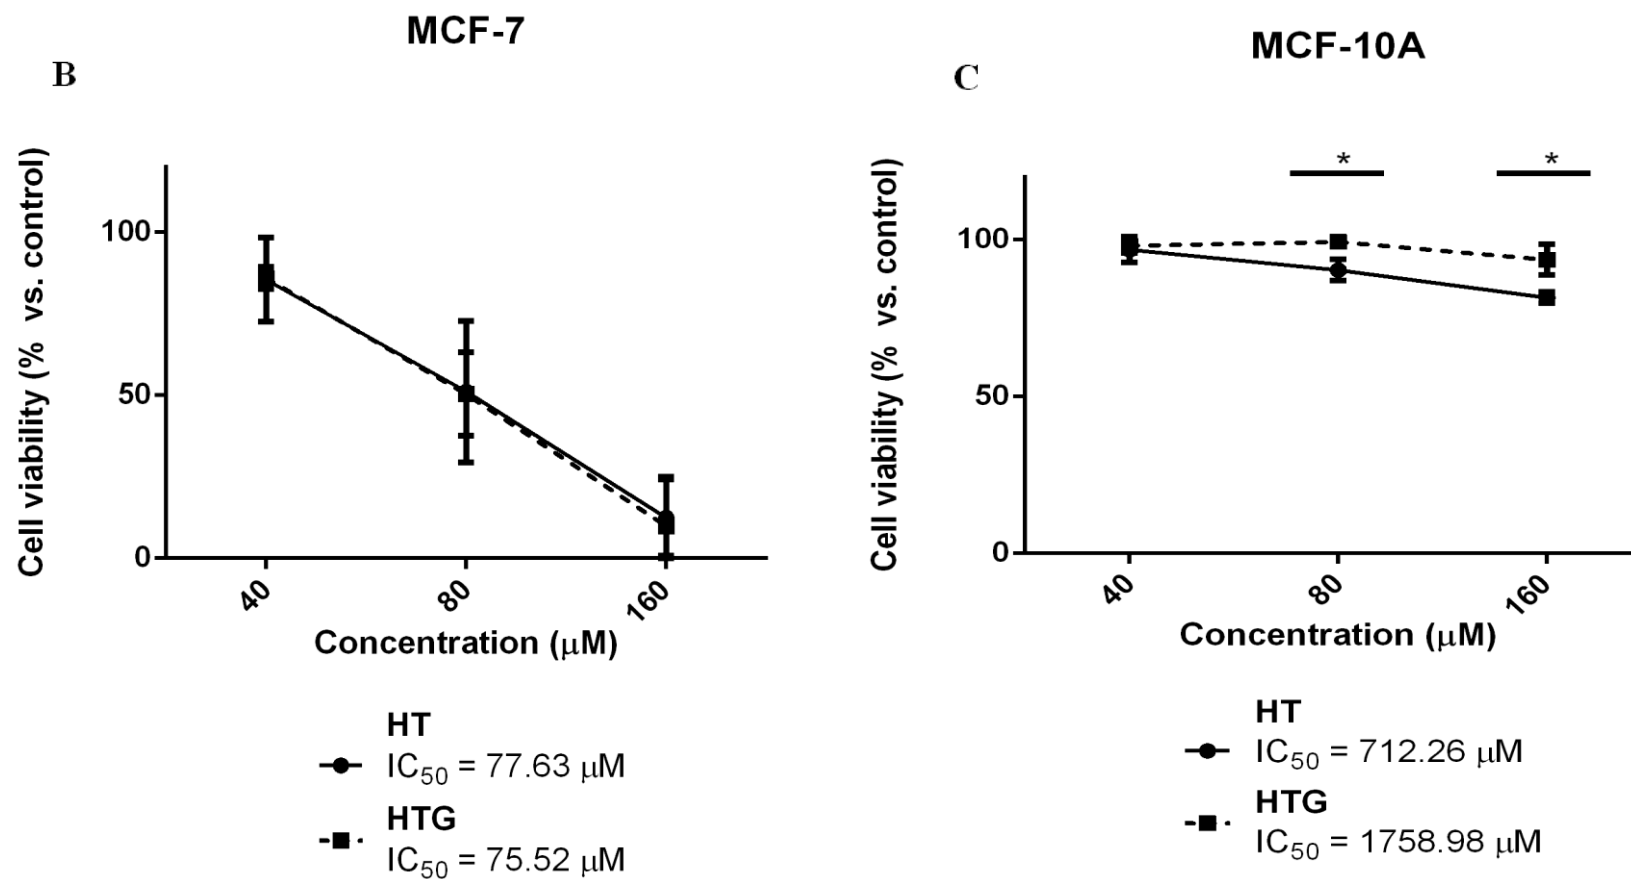 MCF-7
B
Cell viability (% vs. control)
100
50
0
40
80
160
Concentration (μM)
HT
IC50 = 77.63 μM
HTG
IC50 = 75.52 μM
MCF-10A
C
Cell viability (% vs. control)
*
*
100
50
0
40
80
160
Concentration (μM)
HT
IC50 = 712.26 μM
HTG
IC50 = 1758.98 μM